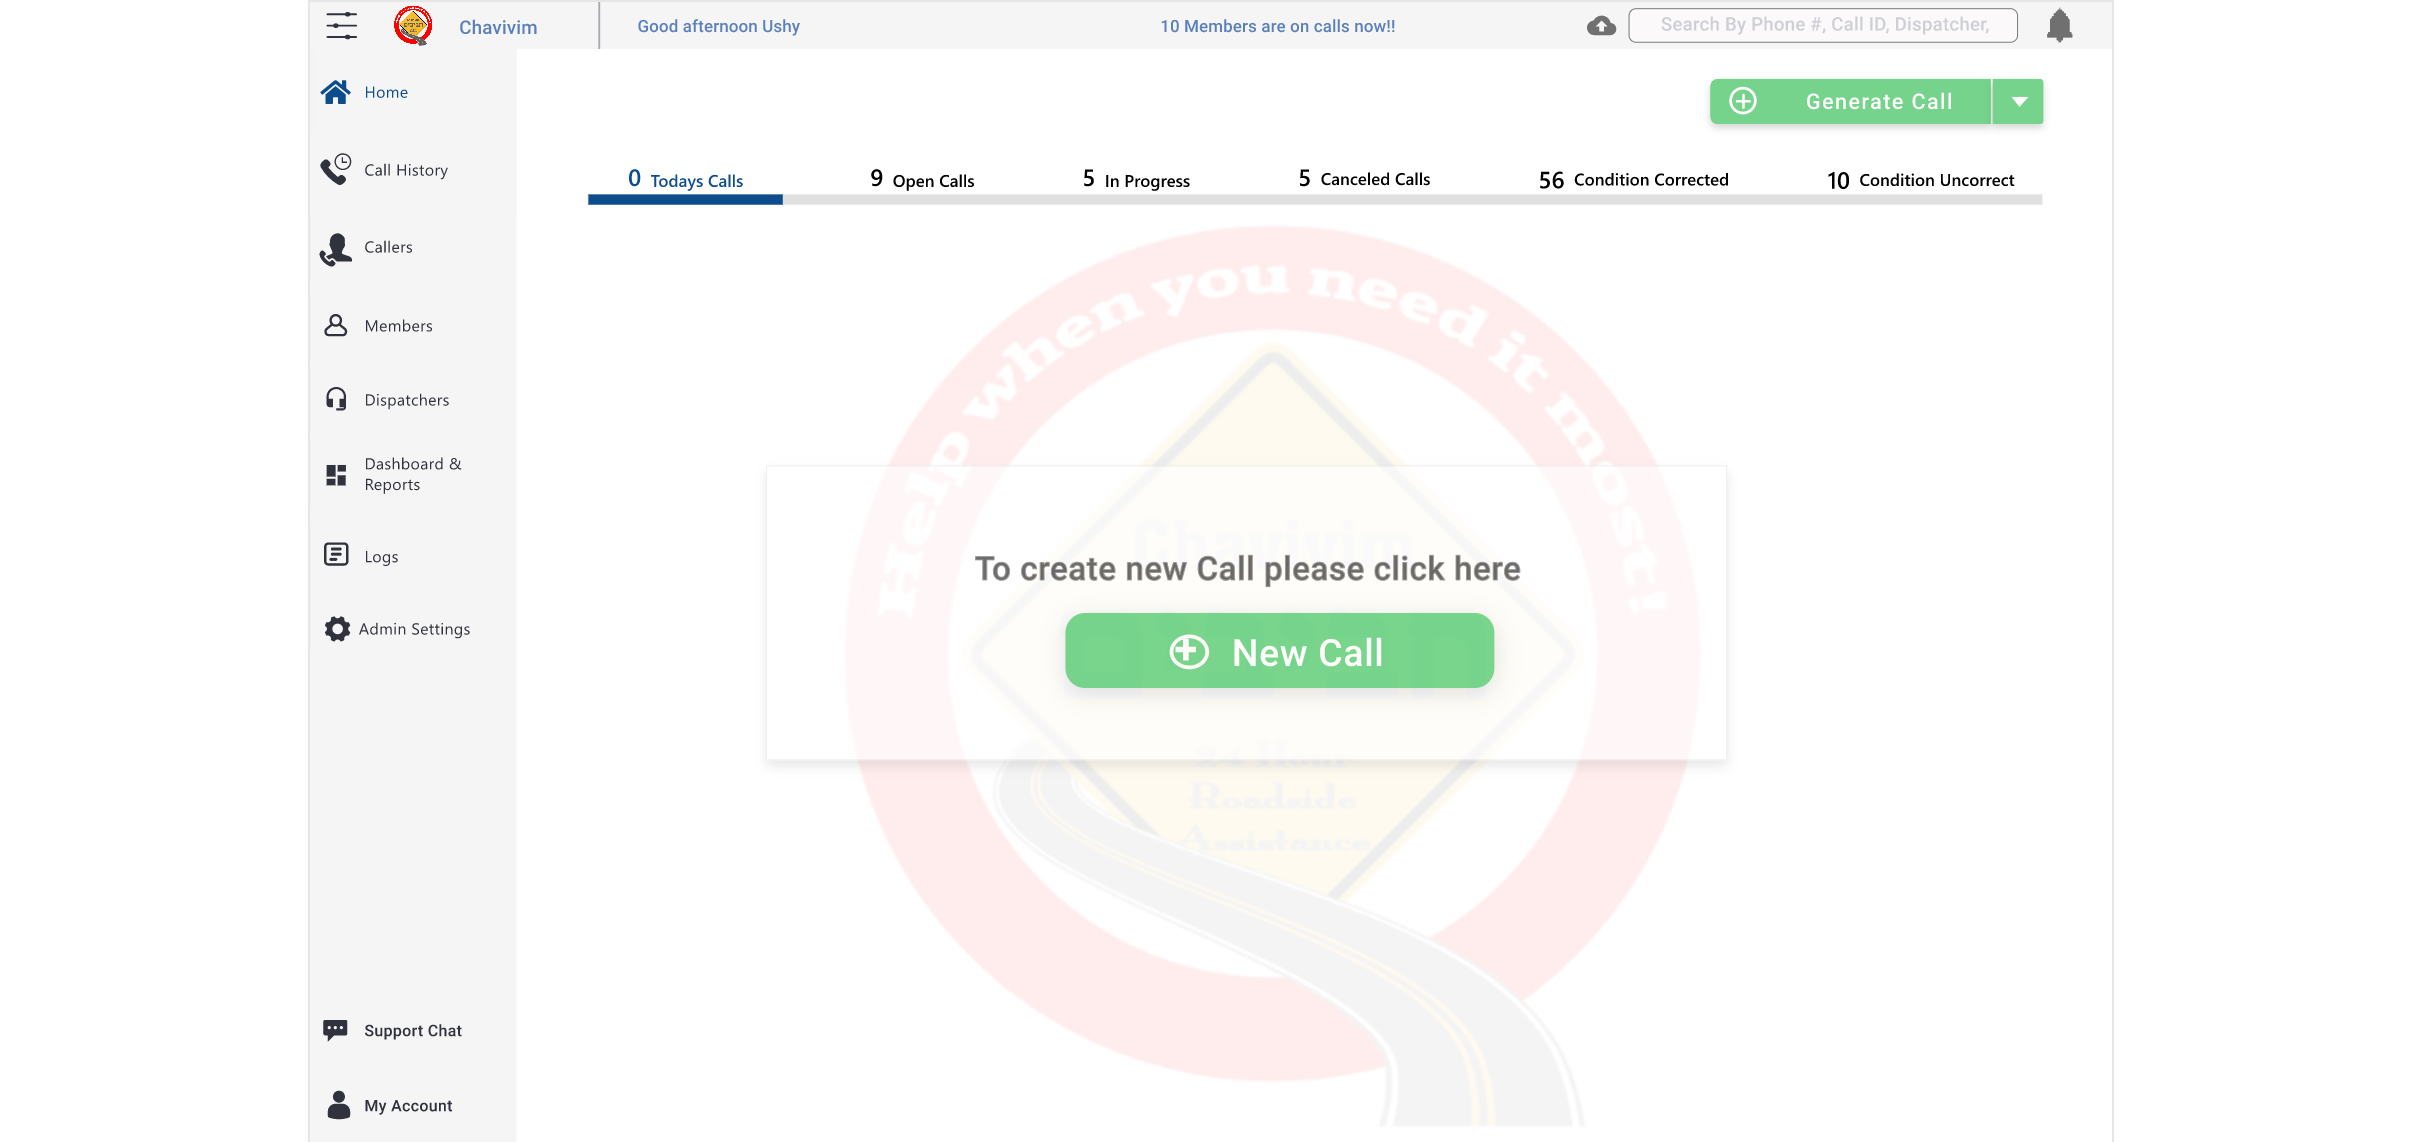 Chavivim
Good afternoon Ushy
10 Members are on calls now!!
Search By Phone #, Call ID, Dispatcher,
Home
Generate Call
Call History
0 Todays Calls
9 Open Calls
5 In Progress
5 Canceled Calls
56 Condition Corrected
10 Condition Uncorrect
Callers
Members
Dispatchers
Dashboard &
Reports
Logs
Admin Settings
Help when you need it most!
Chavivim
To create new Call please click here
New Call
24 Hour
Roadside
Assistance
Support Chat
My Account